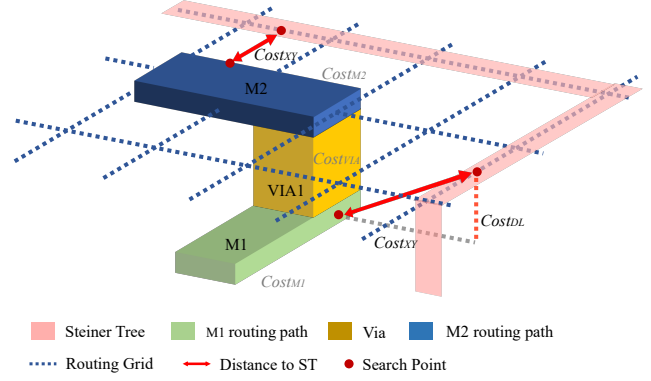 CostXY
CostM2
M2
CostVIA
VIA1
M1
CostXY
CostDL
CostM1
Steiner Tree
M1 routing path
Via
M2 routing path
Routing Grid
Distance to ST
Search Point